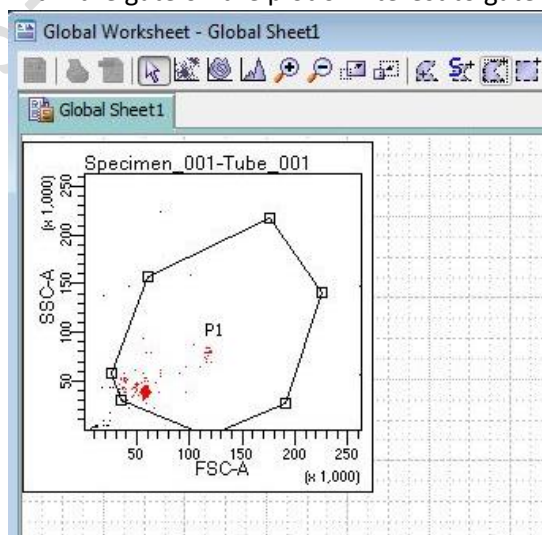 Global Worksheet - Global Sheet1
Global Sheet1
Specimen_001-Tube_001
SSC-A
(x 1,000)
250
200
150
100
50
P1
50 100 150 200 250
FSC-A
(x 1,000)